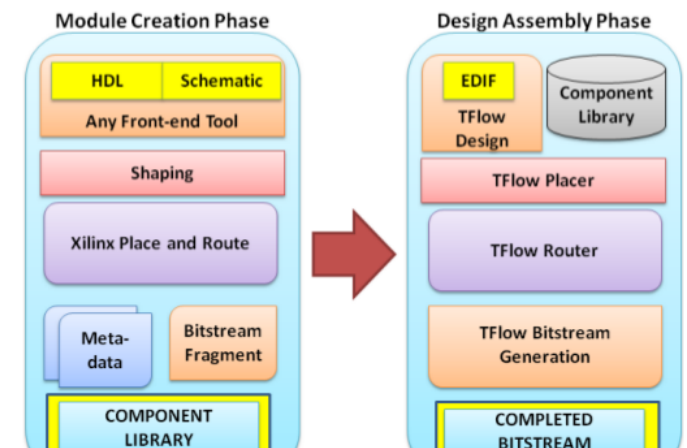 Module Creation Phase
HDL
Schematic
Any Front-end Tool
Shaping
Xilinx Place and Route
Meta-
data
Bitstream
Fragment
COMPONENT
LIBRARY
Design Assembly Phase
EDIF
TFlow
Design
Component
Library
TFlow Placer
TFlow Router
TFlow Bitstream
Generation
COMPLETED
BITSTREAM